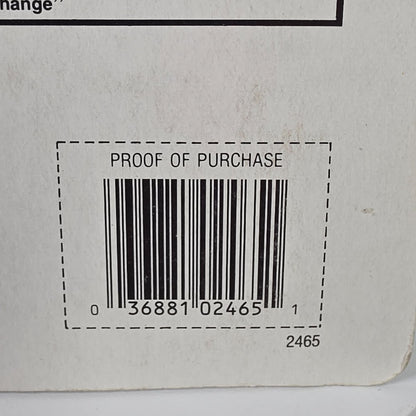 hange"
PROOF OF PURCHASE
0 36881 02465 1
2465